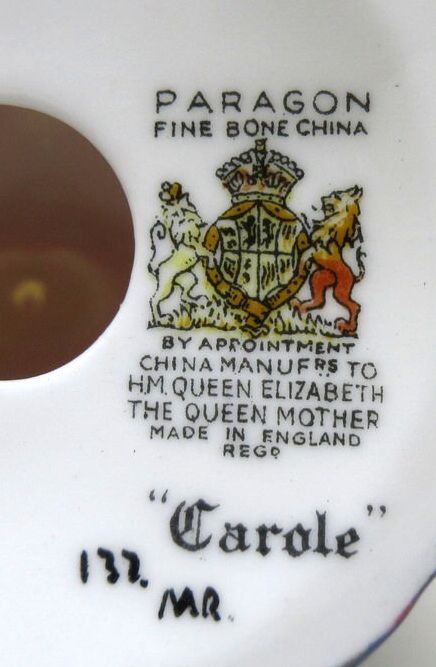 PARAGON
FINE BONE CHINA
BY APPOINTMENT
CHINA MANUFRS TO
H.M. QUEEN ELIZABETH
THE QUEEN MOTHER
MADE IN ENGLAND
REGD
"Carole"
133.
MR.